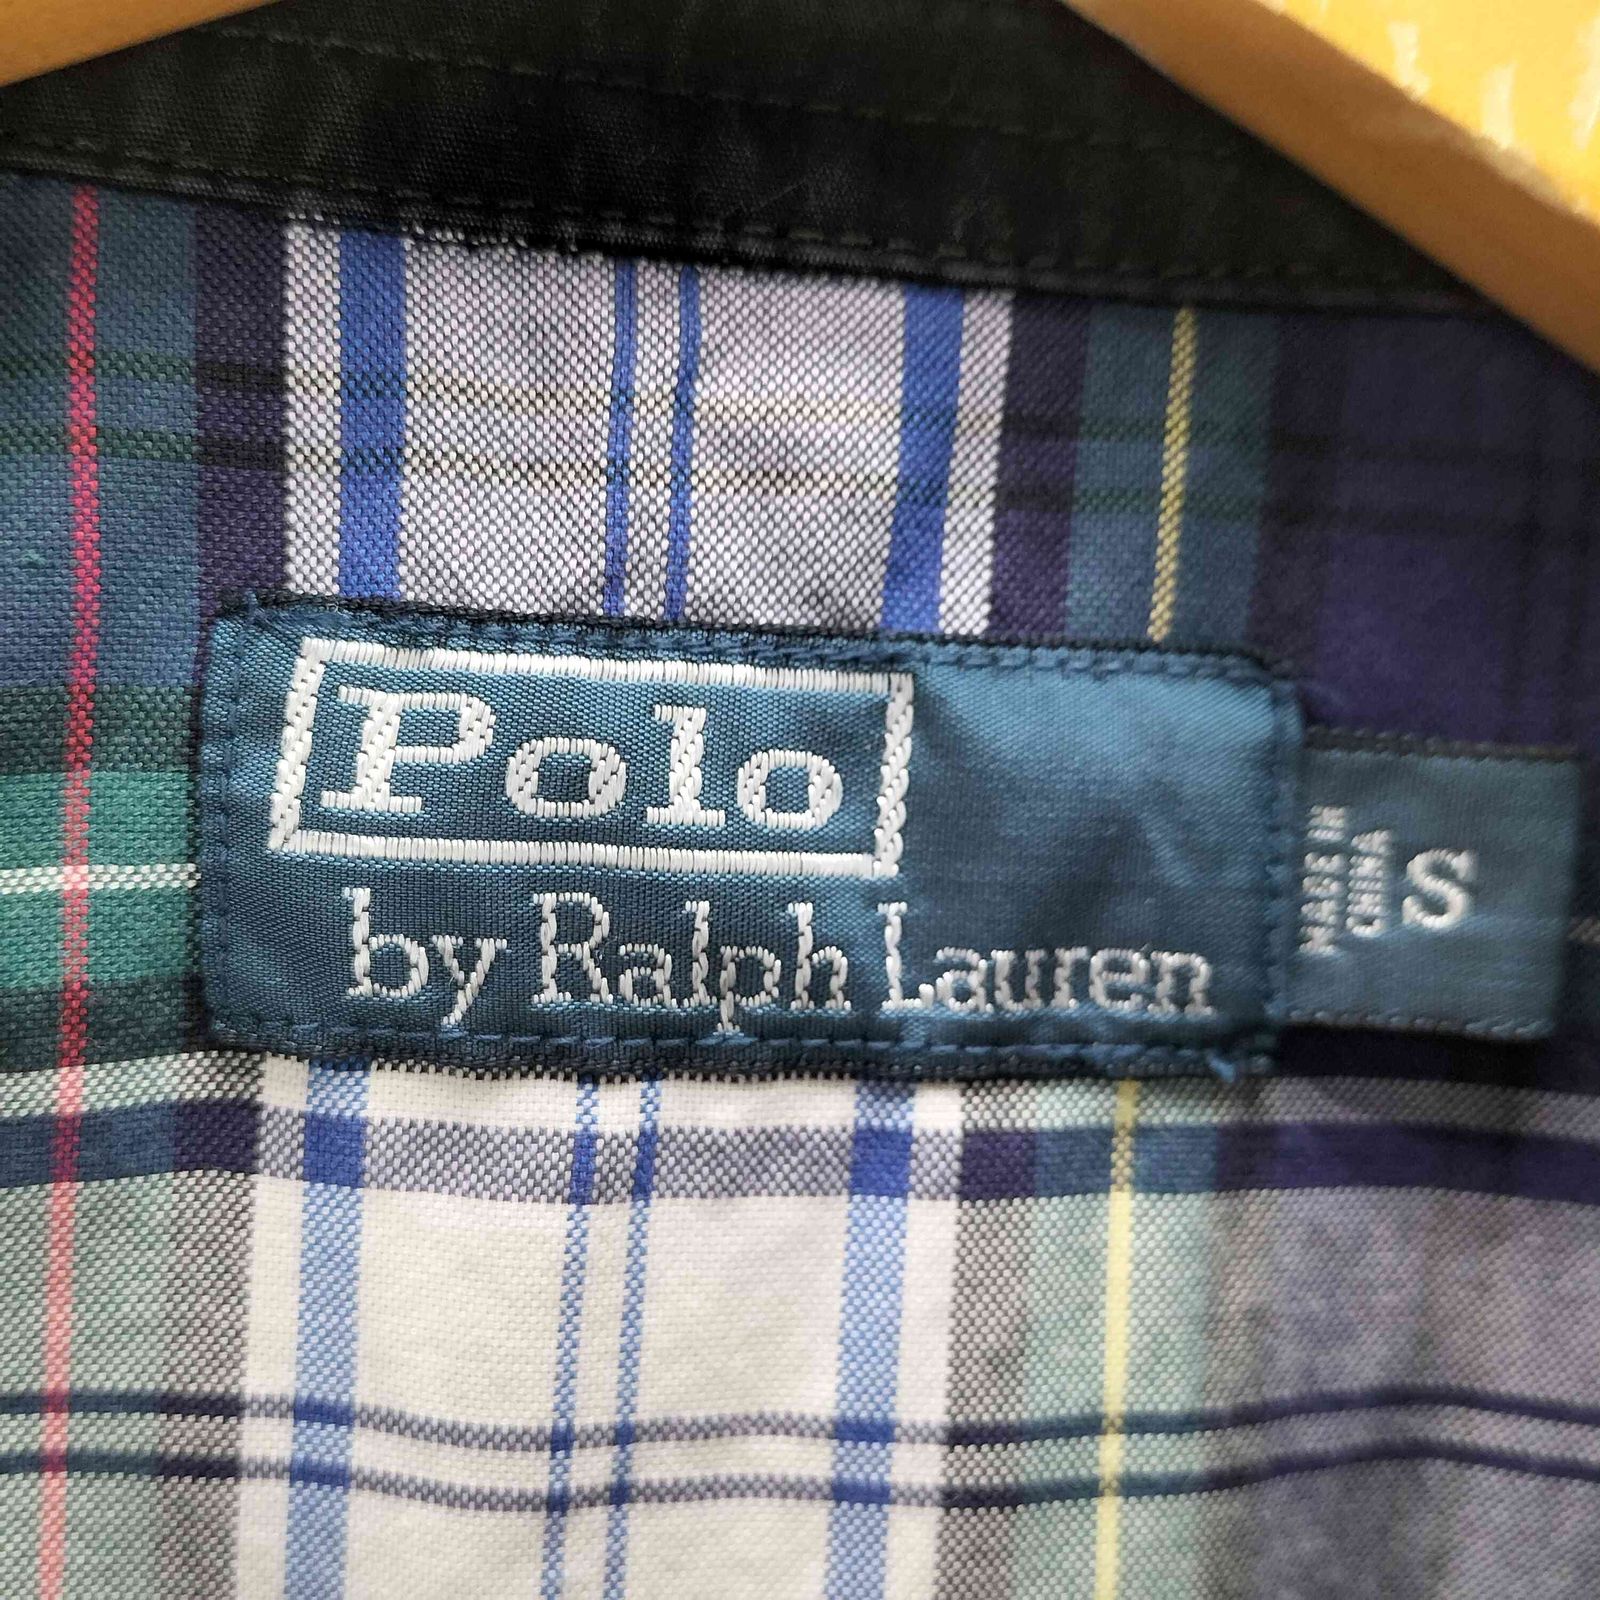 Polo
by Ralph Lauren
MADE IN
CHINA
S